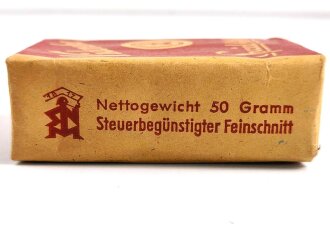 Nettogewicht 50 Gramm
Steuerbegünstigter Feinschnitt